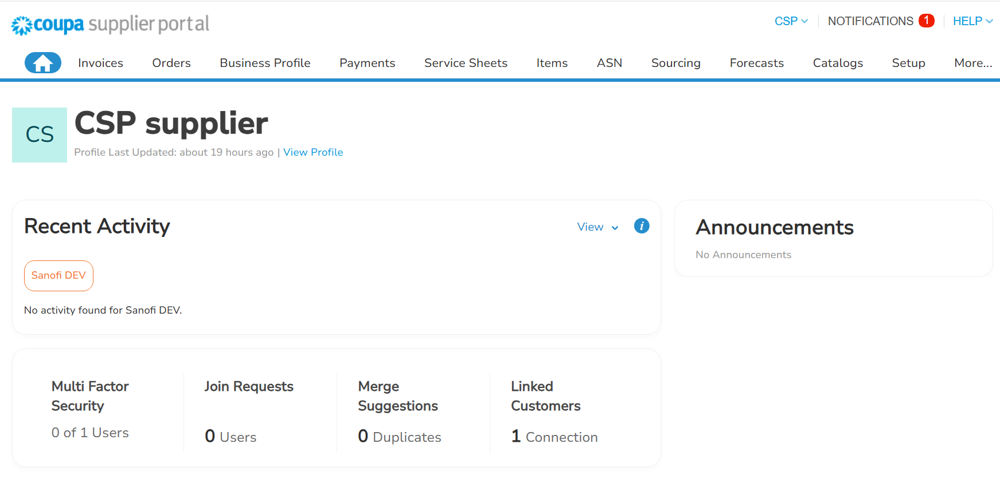 coupa supplier portal
CSP
NOTIFICATIONS 1
HELP
Invoices Orders Business Profile Payments Service Sheets Items ASN Sourcing Forecasts Catalogs Setup More...
CS
CSP supplier
Profile Last Updated: about 19 hours ago | View Profile
Recent Activity
View
i
Sanofi DEV
No activity found for Sanofi DEV.
Announcements
No Announcements
Multi Factor
Security
0 of 1 Users
Join Requests
0 Users
Merge
Suggestions
0 Duplicates
Linked
Customers
1 Connection